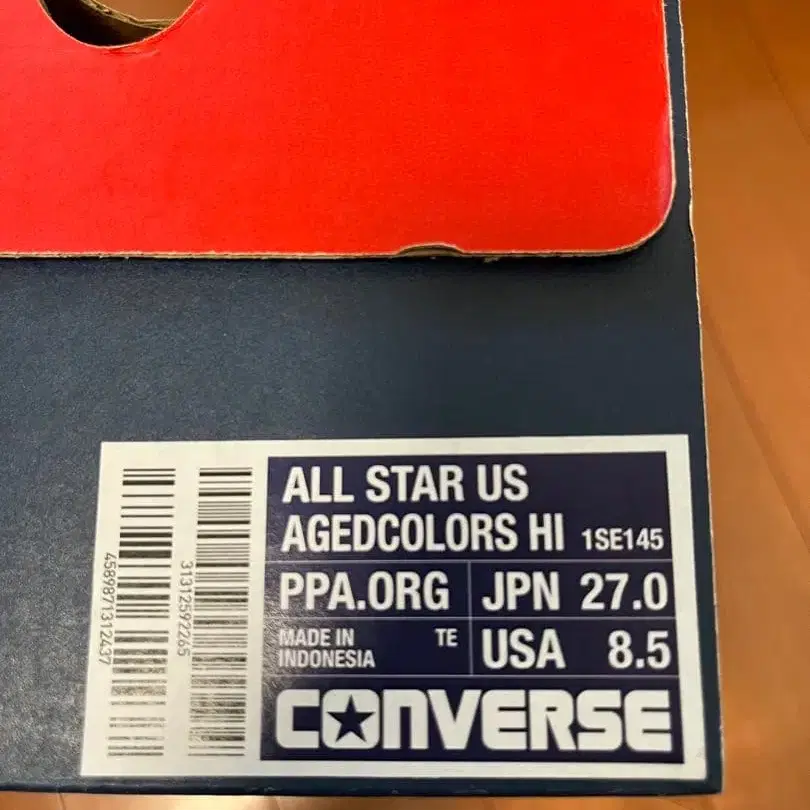 ALL STAR US
AGEDCOLORS HI 1SE145
PPA.ORG JPN 27.0
MADE IN
INDONESIA
TE
USA 8.5
CONVERSE
4589871312437
31312592265